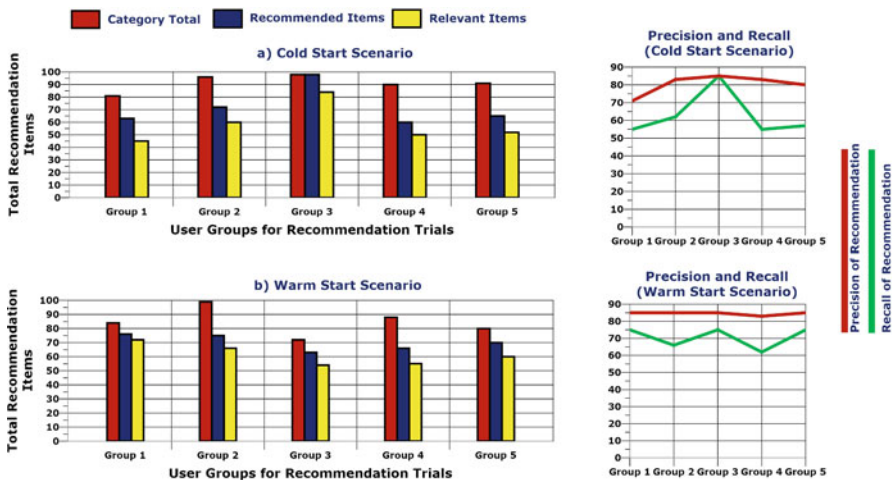 Category Total
Recommended Items
Relevant Items
a) Cold Start Scenario
Total Recommendation
Items
100
90
80
70
60
50
40
30
20
10
0
Group 1
Group 2
Group 3
Group 4
Group 5
User Groups for Recommendation Trials
Precision and Recall
(Cold Start Scenario)
90
80
70
60
50
40
30
20
10
0
Group 1
Group 2
Group 3
Group 4
Group 5
b) Warm Start Scenario
Total Recommendation
Items
100
90
80
70
60
50
40
30
20
10
0
Group 1
Group 2
Group 3
Group 4
Group 5
User Groups for Recommendation Trials
Precision and Recall
(Warm Start Scenario)
90
80
70
60
50
40
30
20
10
0
Group 1
Group 2
Group 3
Group 4
Group 5
Precision of Recommendation
Recall of Recommendation